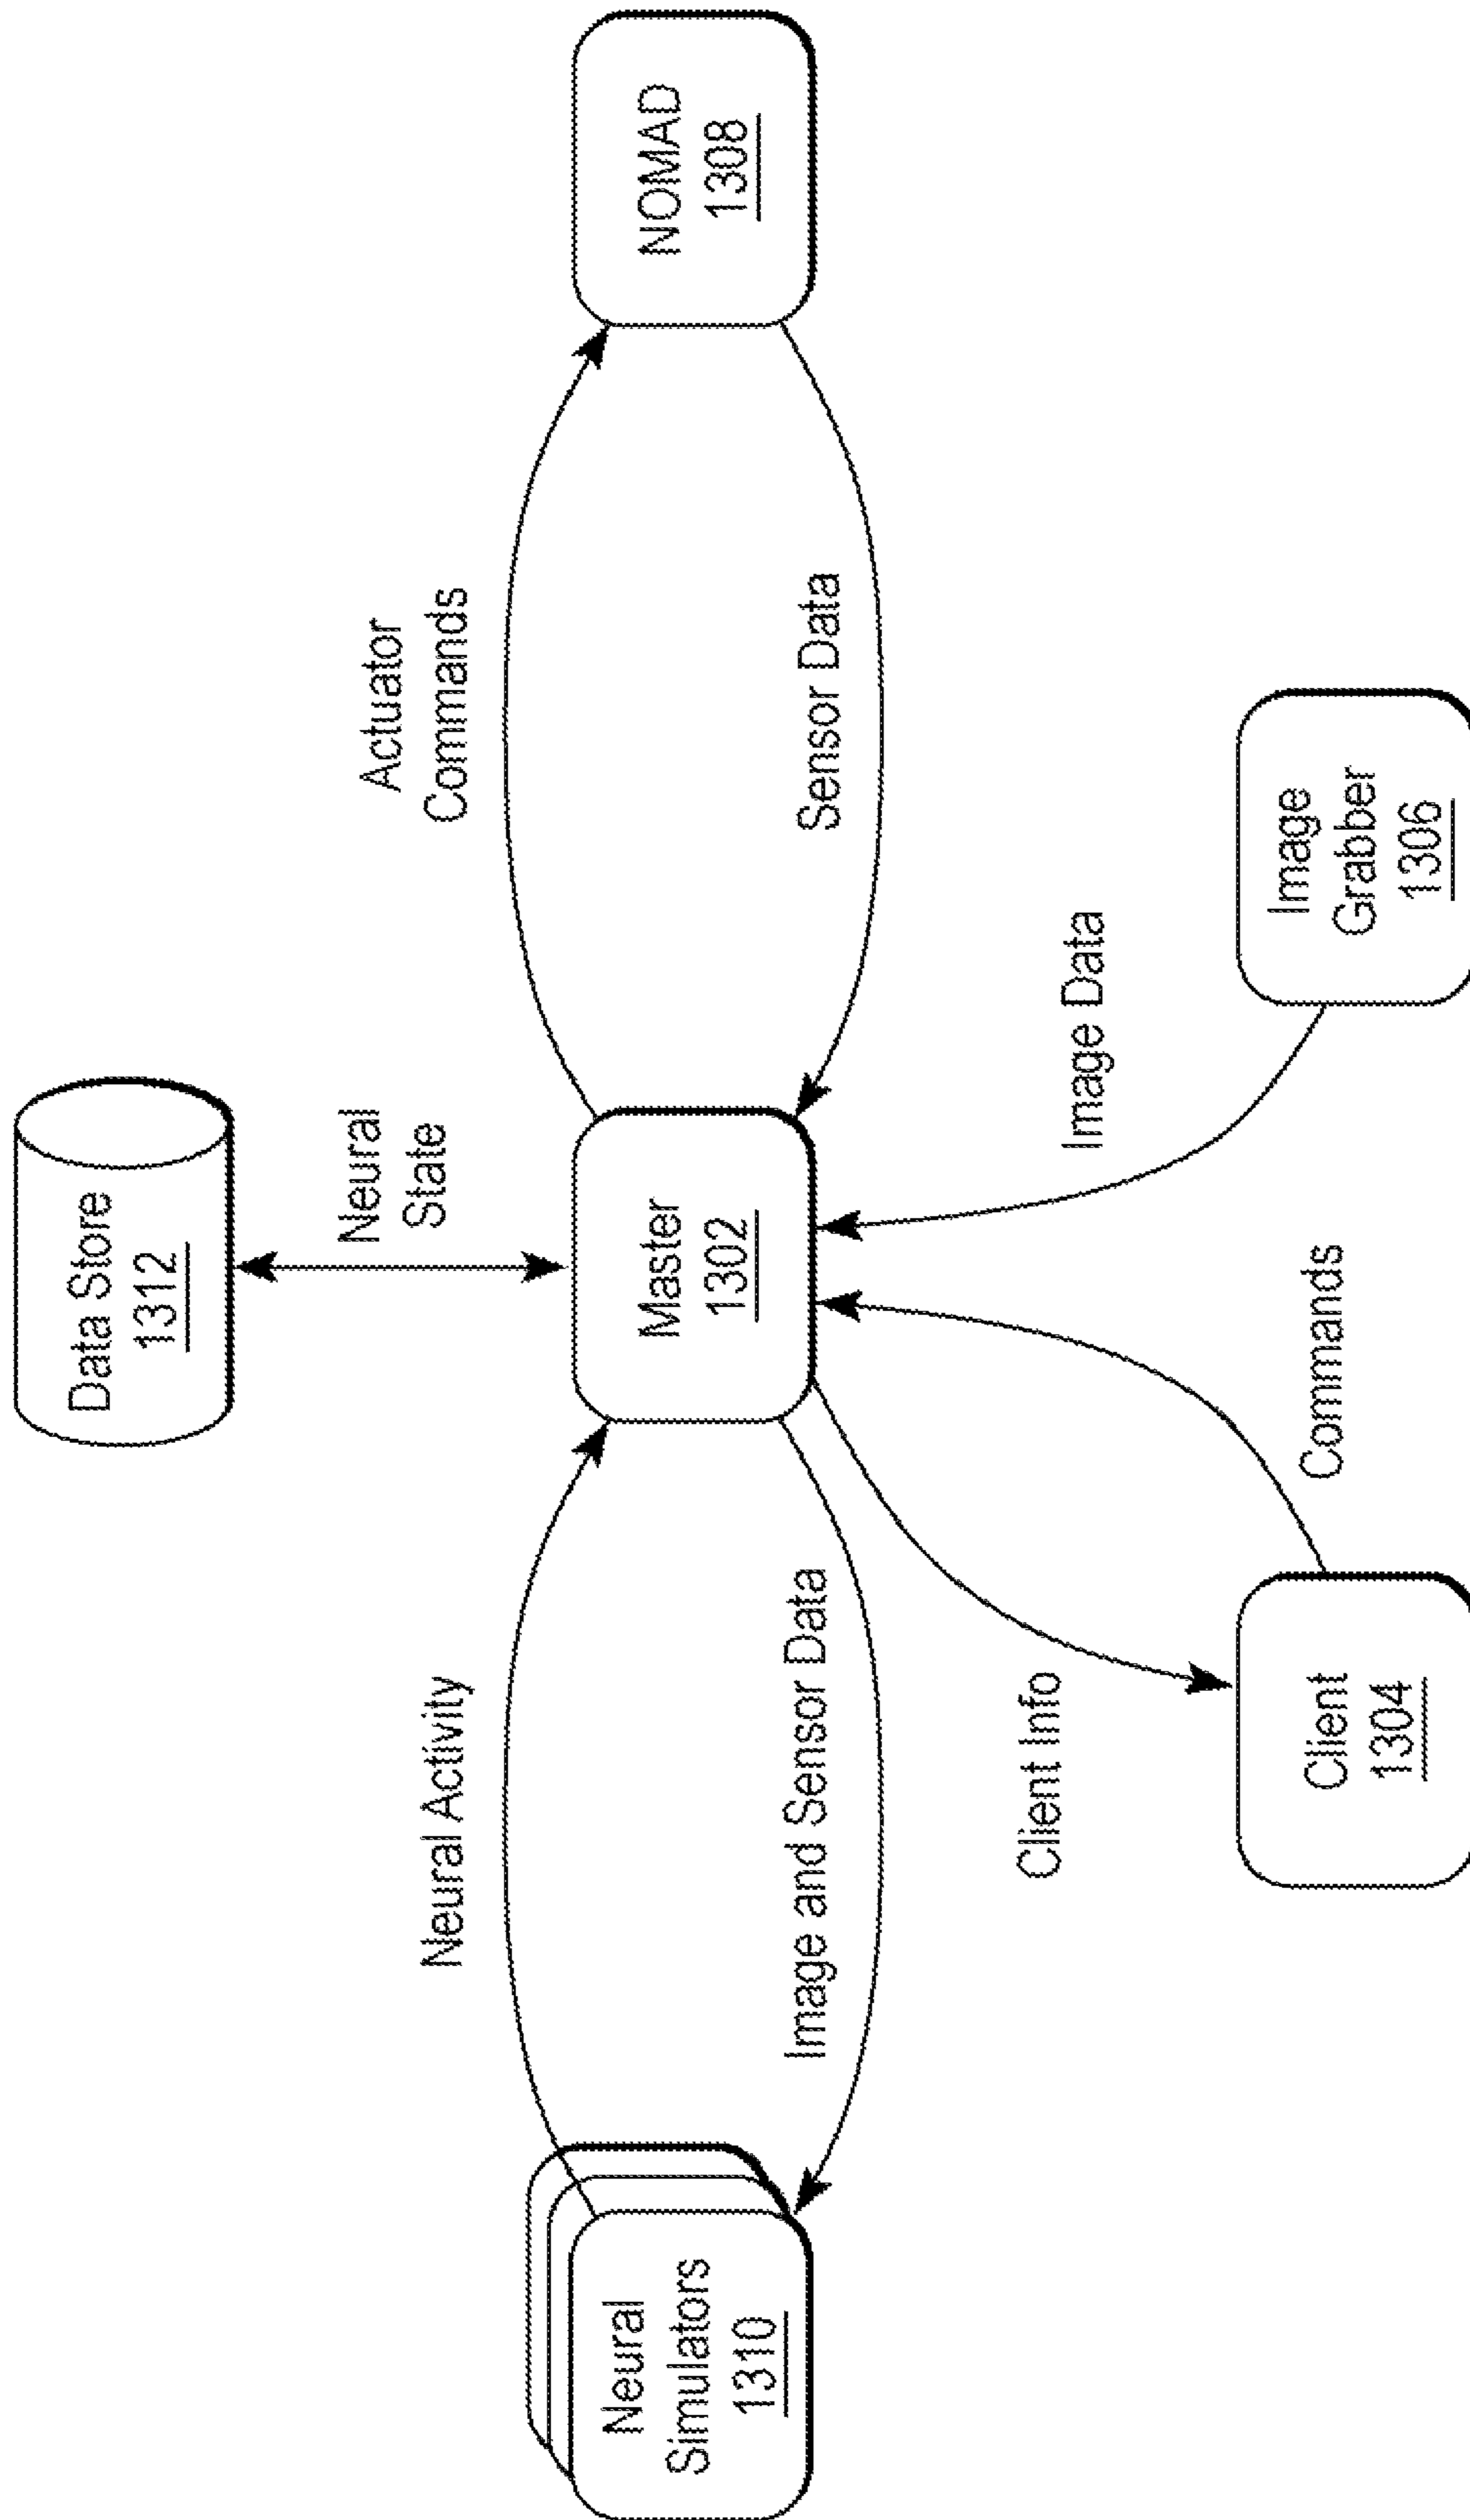 Data Store
1312
Neural
State
Actuator
Commands
Neural Activity
Neural
Simulators
1310
Master
1302
NOMAD
1308
Image and Sensor Data
Sensor Data
Client Info
Image Data
Commands
Client
1304
Image
Grabber
1306